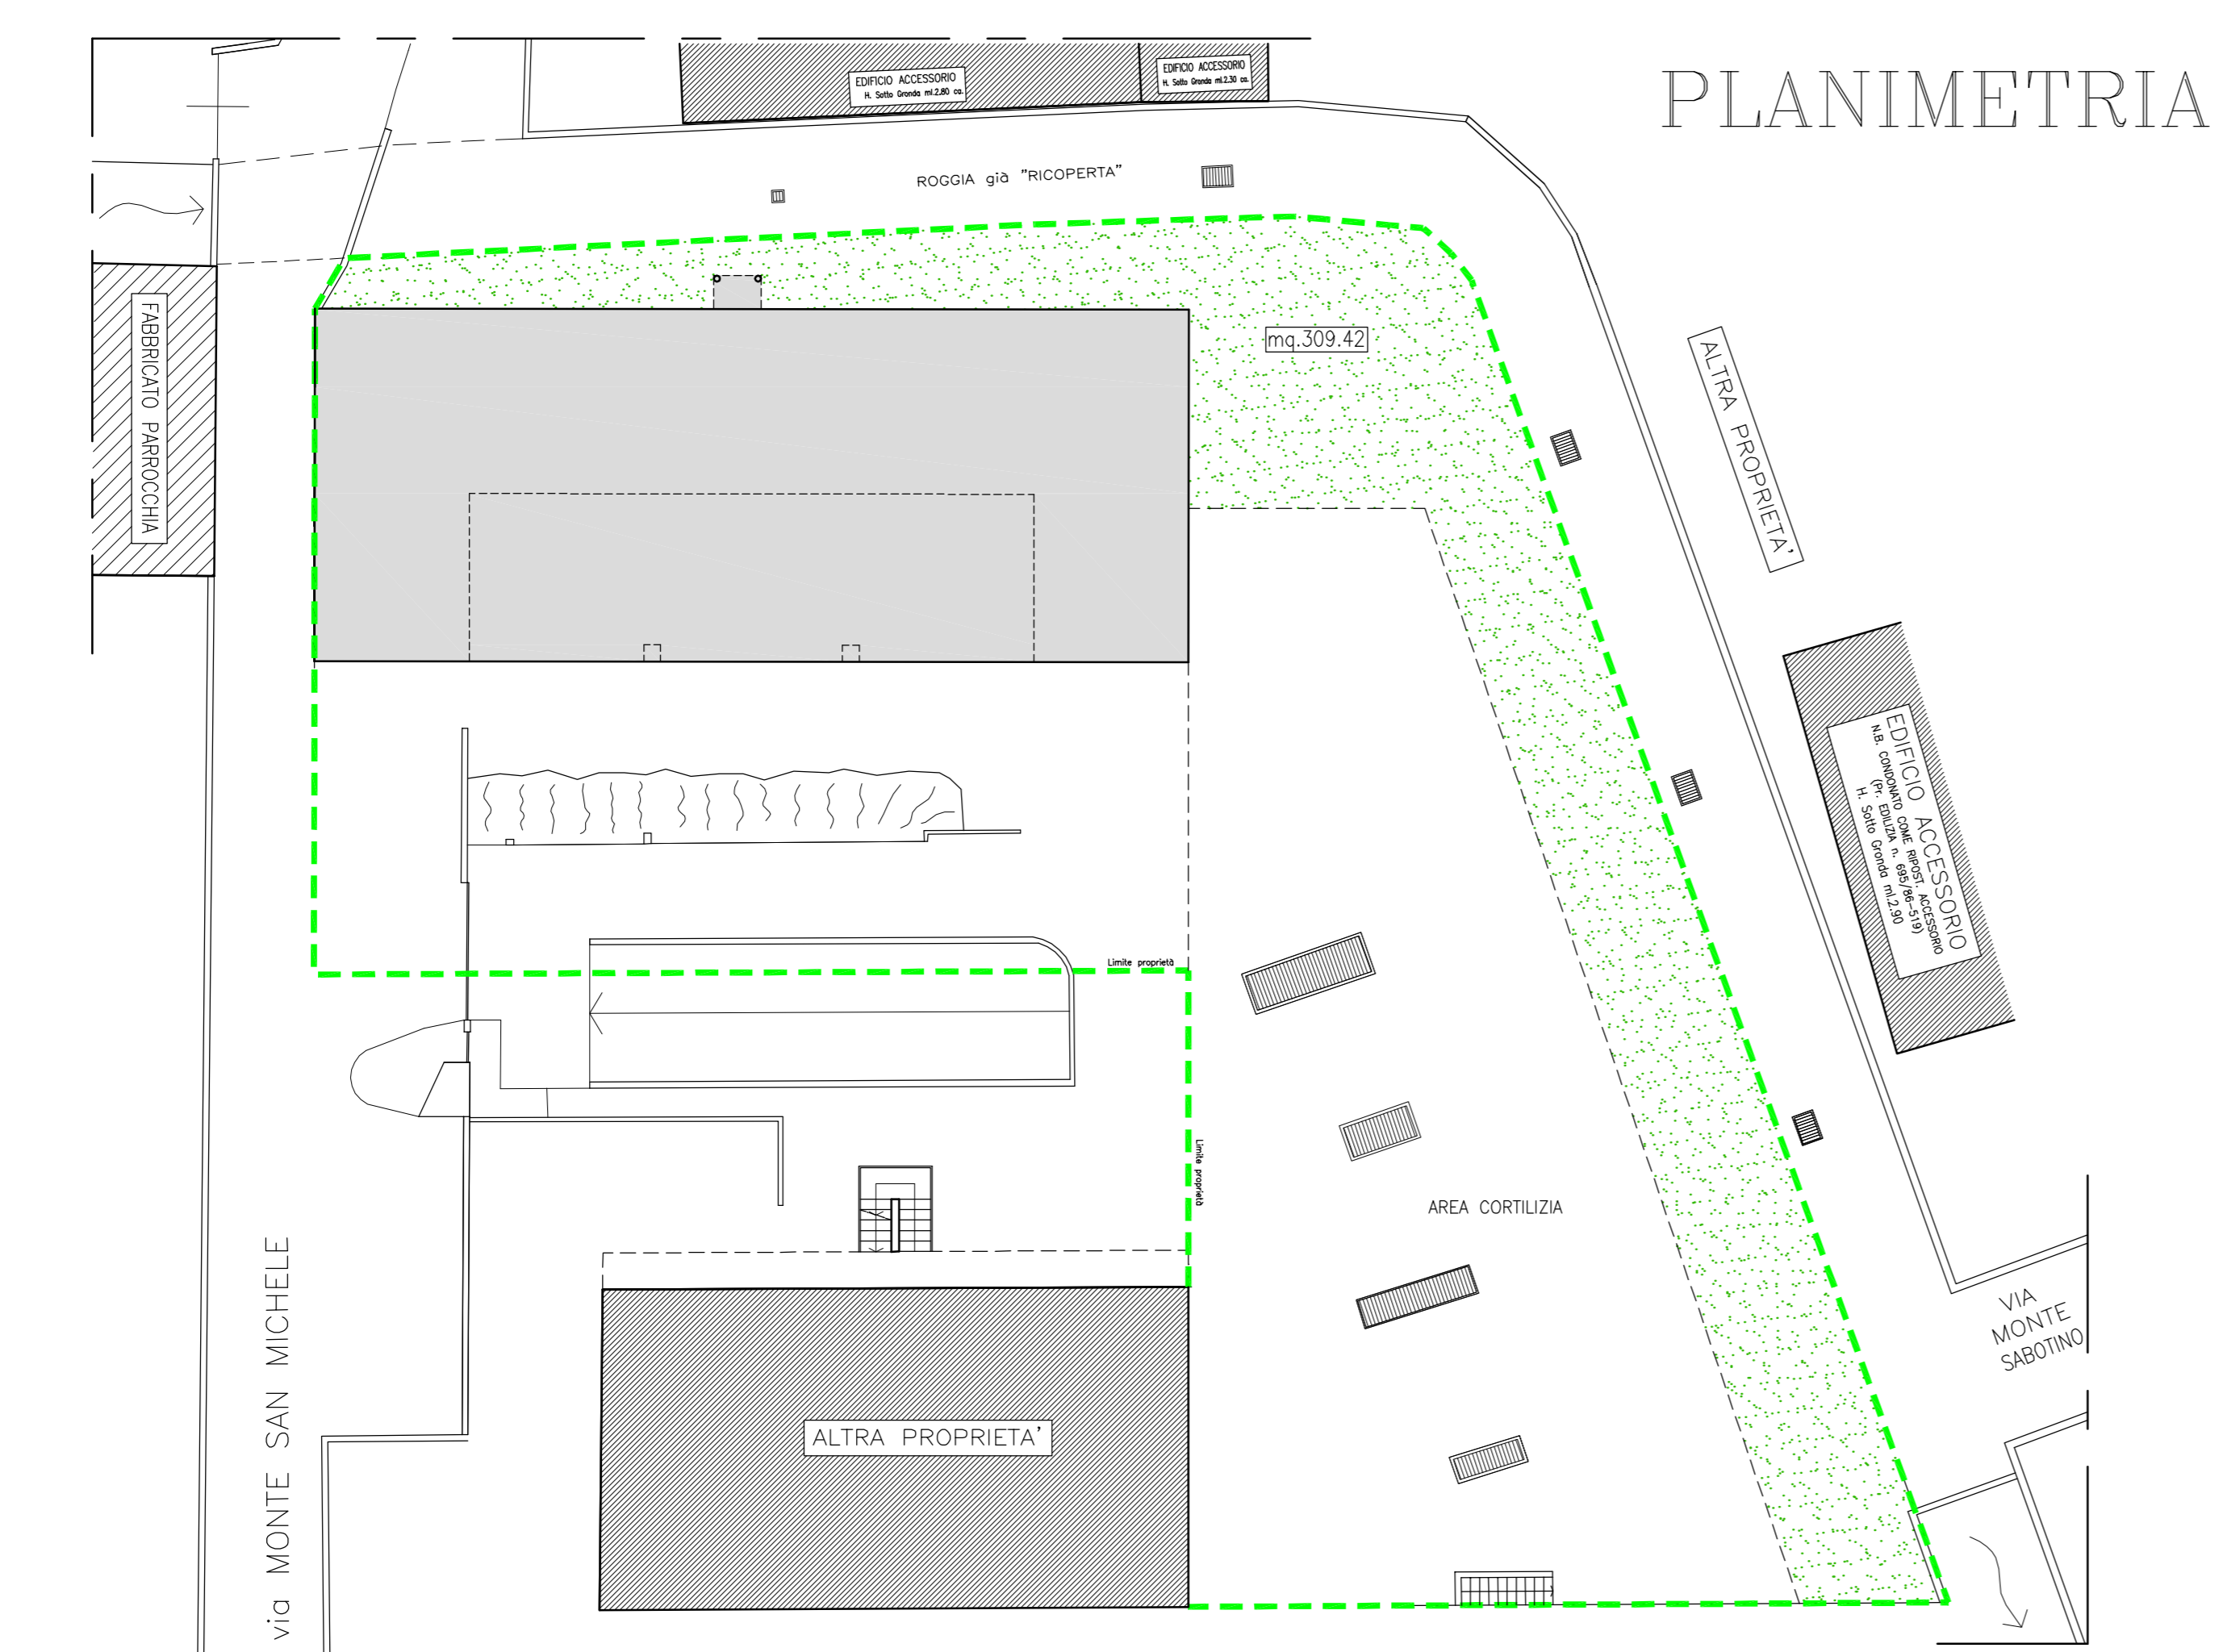 PLANIMETRIA
EDIFICIO ACCESSORIO
H. Sotto Gronda ml.2.80 ca.
EDIFICIO ACCESSORIO
H. Sotto Gronda ml.2.30 ca.
ROGGIA già "RICOPERTA"
FABBRICATO PARROCCHIA
mq.309.42
ALTRA PROPRIETA'
EDIFICIO ACCESSORIO
N.B. CONDONATO COME RIPOST. ACCESSORIO
(Pr. EDILIZIA n. 695/86-519)
H. Sotto Gronda ml.2.90
Limite proprietà
Limite proprietà
AREA CORTILIZIA
via MONTE SAN MICHELE
VIA
MONTE
SABOTINO
ALTRA PROPRIETA'